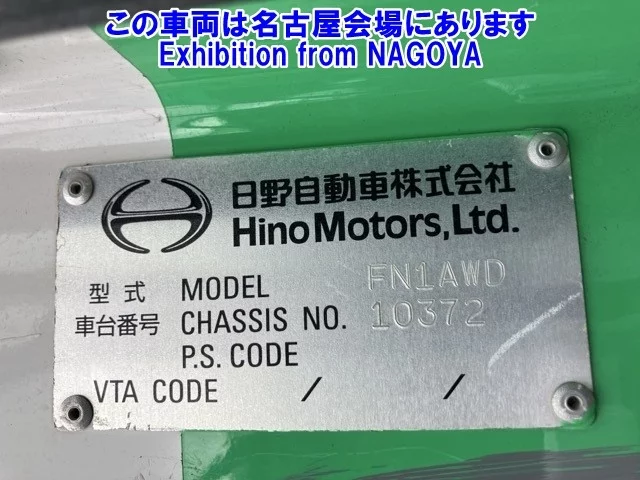 この車両は名古屋会場にあります
Exhibition from NAGOYA
日野自動車株式会社
Hino Motors, Ltd.
型式 MODEL FN1AWD
車台番号 CHASSIS NO. 10372
P.S. CODE
VTA CODE / /